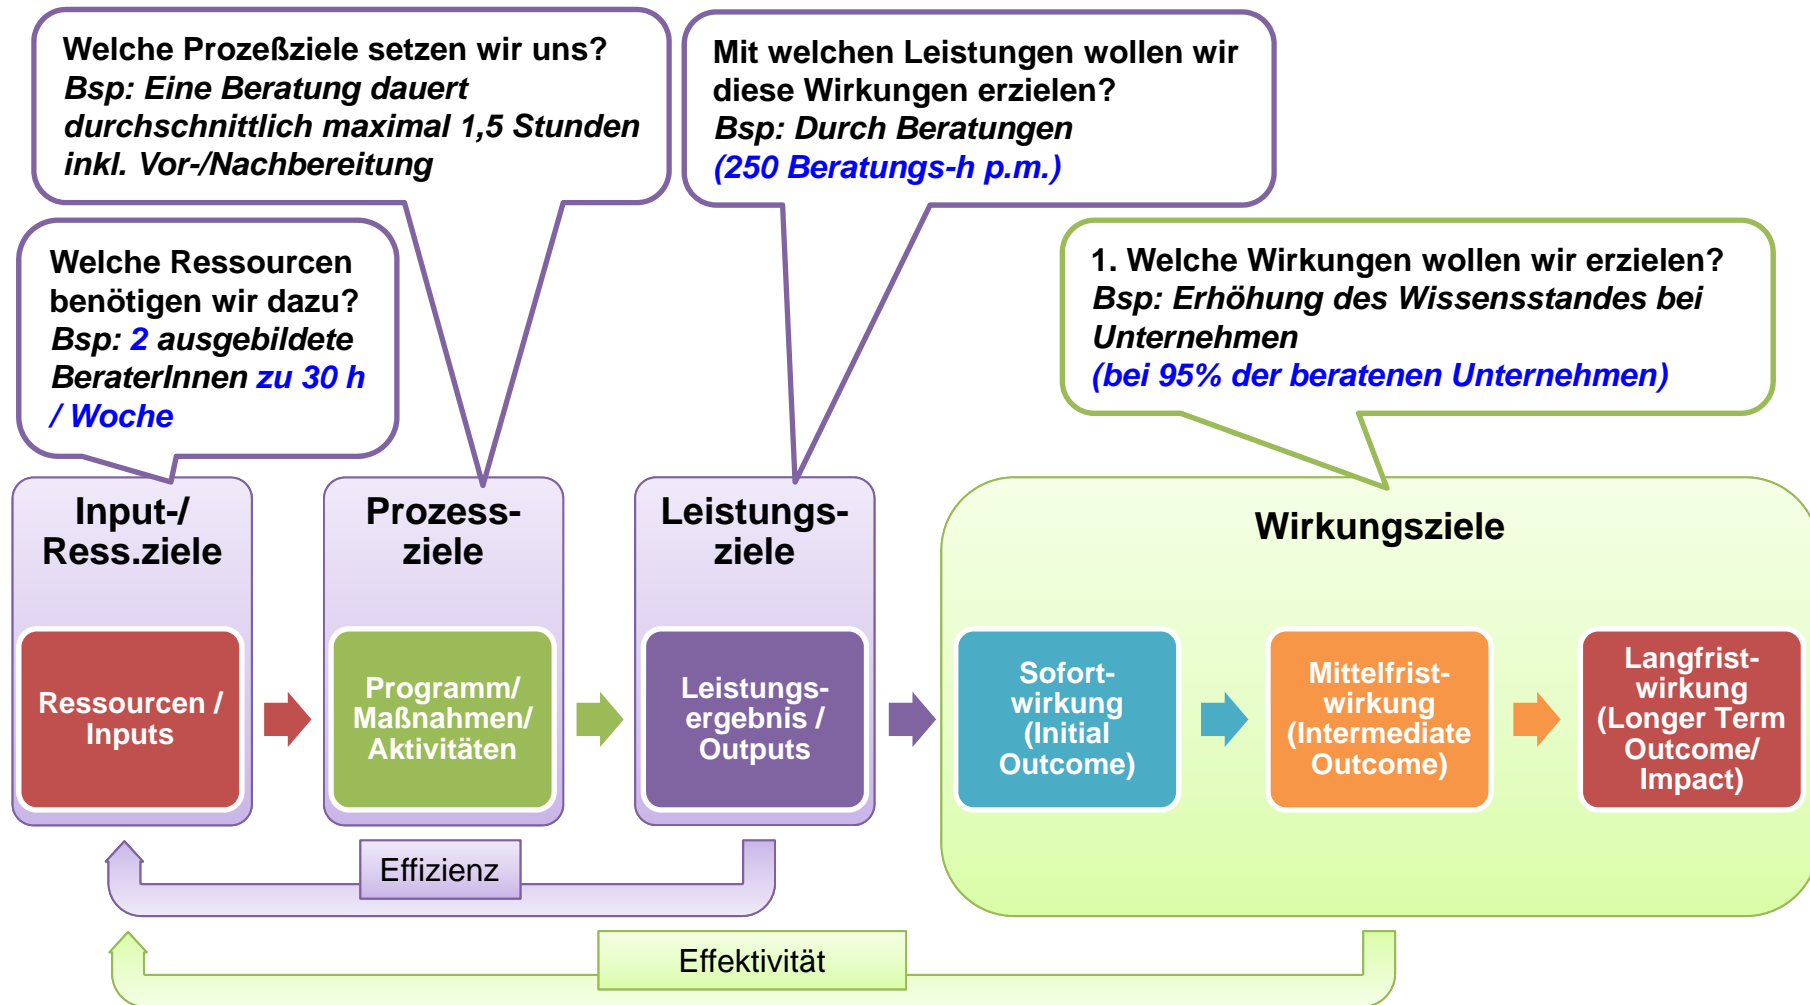 Welche Prozeßziele setzen wir uns?
Bsp: Eine Beratung dauert
durchschnittlich maximal 1,5 Stunden
inkl. Vor-/Nachbereitung
Mit welchen Leistungen wollen wir
diese Wirkungen erzielen?
Bsp: Durch Beratungen
(250 Beratungs-h p.m.)
Welche Ressourcen
benötigen wir dazu?
Bsp: 2 ausgebildete
BeraterInnen zu 30 h
/ Woche
1. Welche Wirkungen wollen wir erzielen?
Bsp: Erhöhung des Wissensstandes bei
Unternehmen
(bei 95% der beratenen Unternehmen)
Input-/
Ress.ziele
Prozess-
ziele
Leistungs-
ziele
Wirkungsziele
Ressourcen /
Inputs
Programm/
Maßnahmen/
Aktivitäten
Leistungs-
ergebnis /
Outputs
Sofort-
wirkung
(Initial
Outcome)
Mittelfrist-
wirkung
(Intermediate
Outcome)
Langfrist-
wirkung
(Longer Term
Outcome/
Impact)
Effizienz
Effektivität